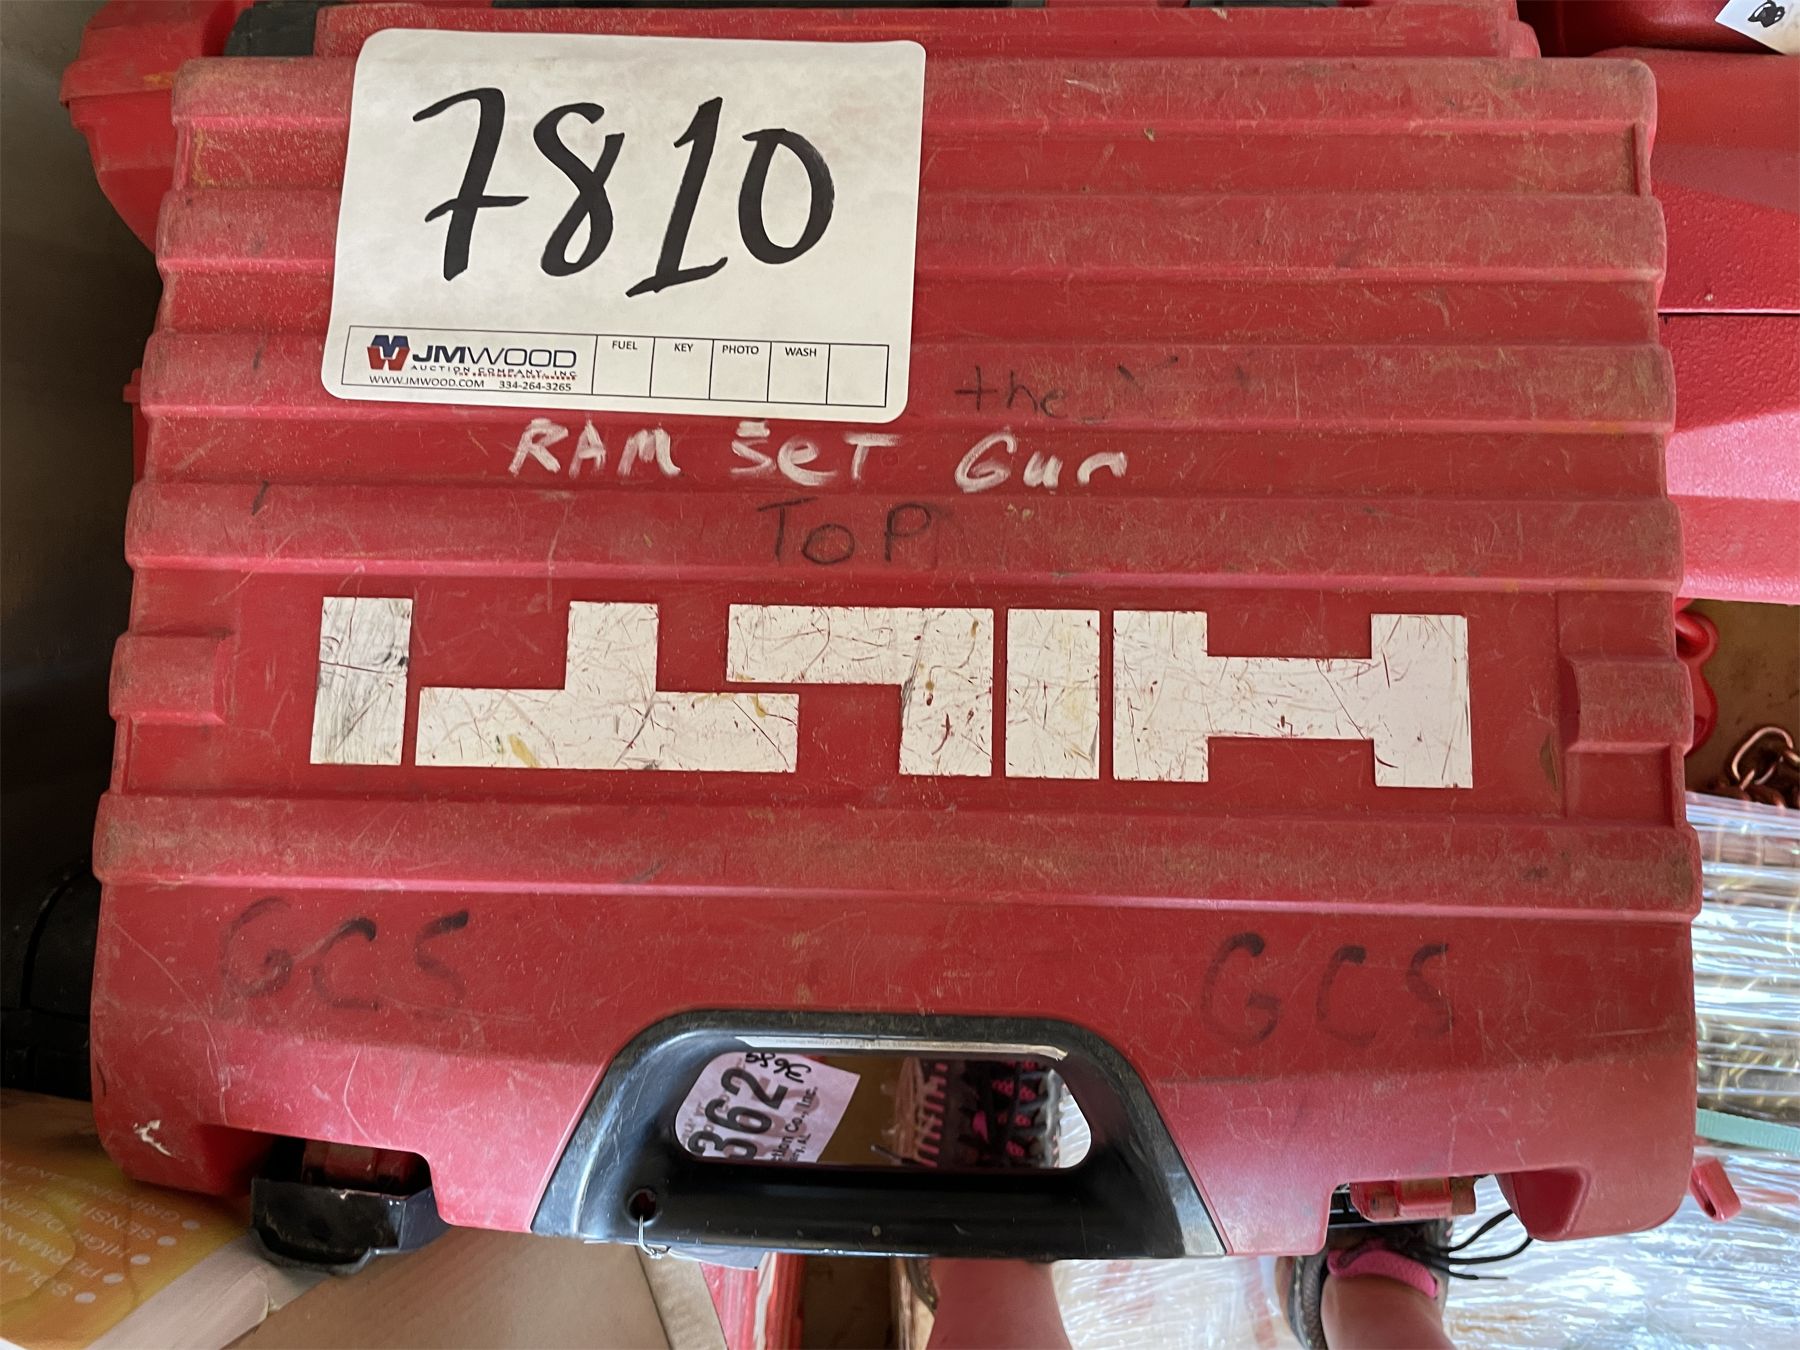 7810
JMWOOD
AUCTION COMPANY, INC.
WWW.JMWOOD.COM 334-264-3265
FUEL KEY PHOTO WASH
the
RAM SeT Gun
TOP
HILTI
GCS GCS
362